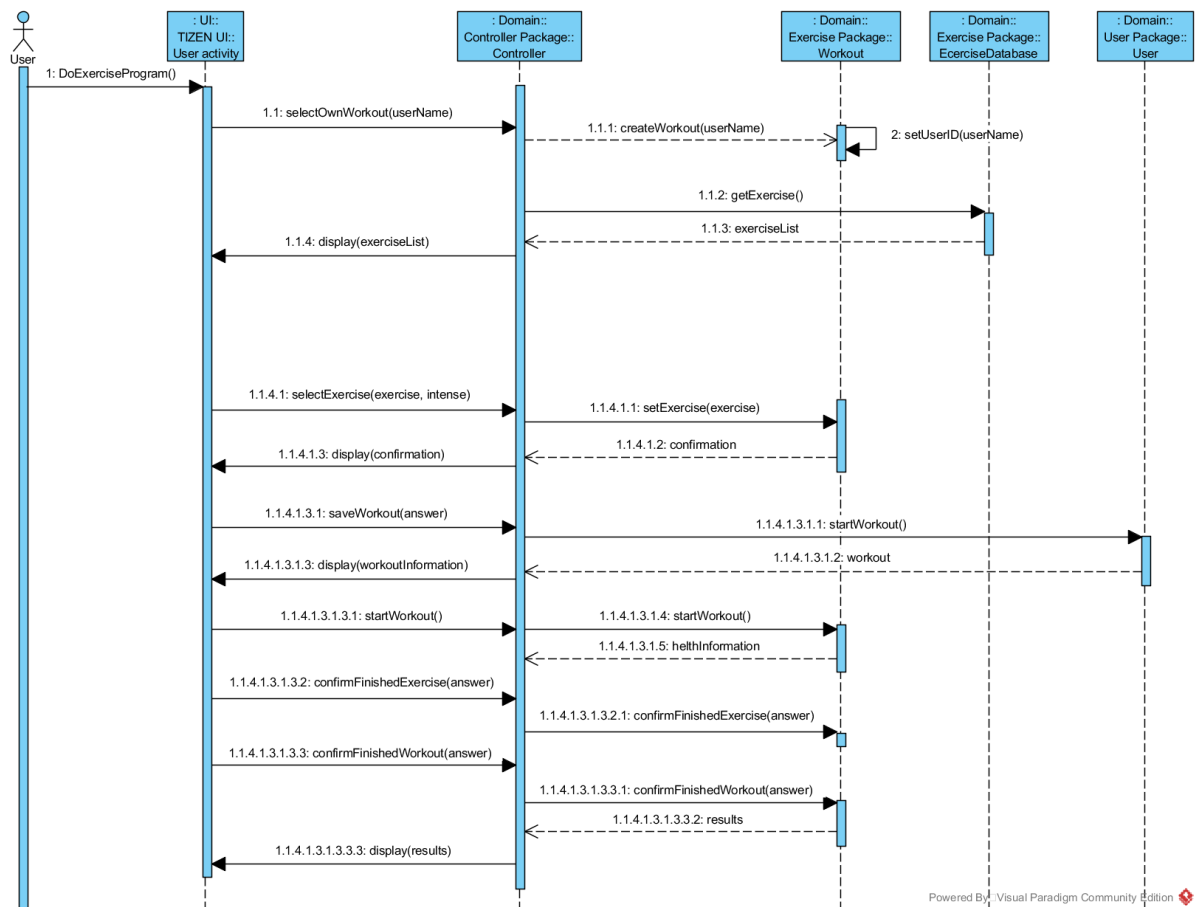 : UI::
TIZEN UI::
User activity
: Domain::
Controller Package::
Controller
: Domain::
Exercise Package::
Workout
: Domain::
Exercise Package::
EcerciseDatabase
: Domain::
User Package::
User
User
1: DoExerciseProgram()
1.1: selectOwnWorkout(userName)
1.1.1: createWorkout(userName)
2: setUserID(userName)
1.1.2: getExercise()
1.1.3: exerciseList
1.1.4: display(exerciseList)
1.1.4.1: selectExercise(exercise, intense)
1.1.4.1.1: setExercise(exercise)
1.1.4.1.2: confirmation
1.1.4.1.3: display(confirmation)
1.1.4.1.3.1: saveWorkout(answer)
1.1.4.1.3.1.1: startWorkout()
1.1.4.1.3.1.2: workout
1.1.4.1.3.1.3: display(workoutInformation)
1.1.4.1.3.1.3.1: startWorkout()
1.1.4.1.3.1.4: startWorkout()
1.1.4.1.3.1.5: helthInformation
1.1.4.1.3.1.3.2: confirmFinishedExercise(answer)
1.1.4.1.3.1.3.2.1: confirmFinishedExercise(answer)
1.1.4.1.3.1.3.3: confirmFinishedWorkout(answer)
1.1.4.1.3.1.3.3.1: confirmFinishedWorkout(answer)
1.1.4.1.3.1.3.3.2: results
1.1.4.1.3.1.3.3.3: display(results)
Powered By Visual Paradigm Community Edition